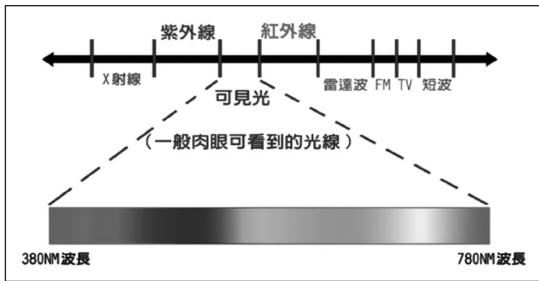 紫外線 紅外線
X射線 雷達波 FM TV 短波
可見光
（一般肉眼可看到的光線）
380NM波長 780NM波長